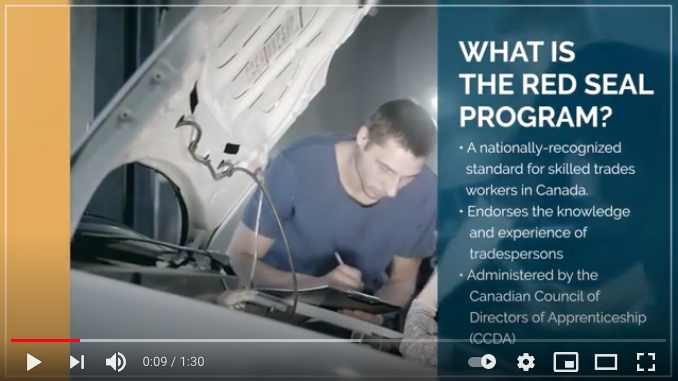 WHAT IS
THE RED SEAL
PROGRAM?
• A nationally-recognized
standard for skilled trades
workers in Canada.
• Endorses the knowledge
and experience of
tradespersons
• Administered by the
Canadian Council of
Directors of Apprenticeship
(CCDA)
0:09 / 1:30